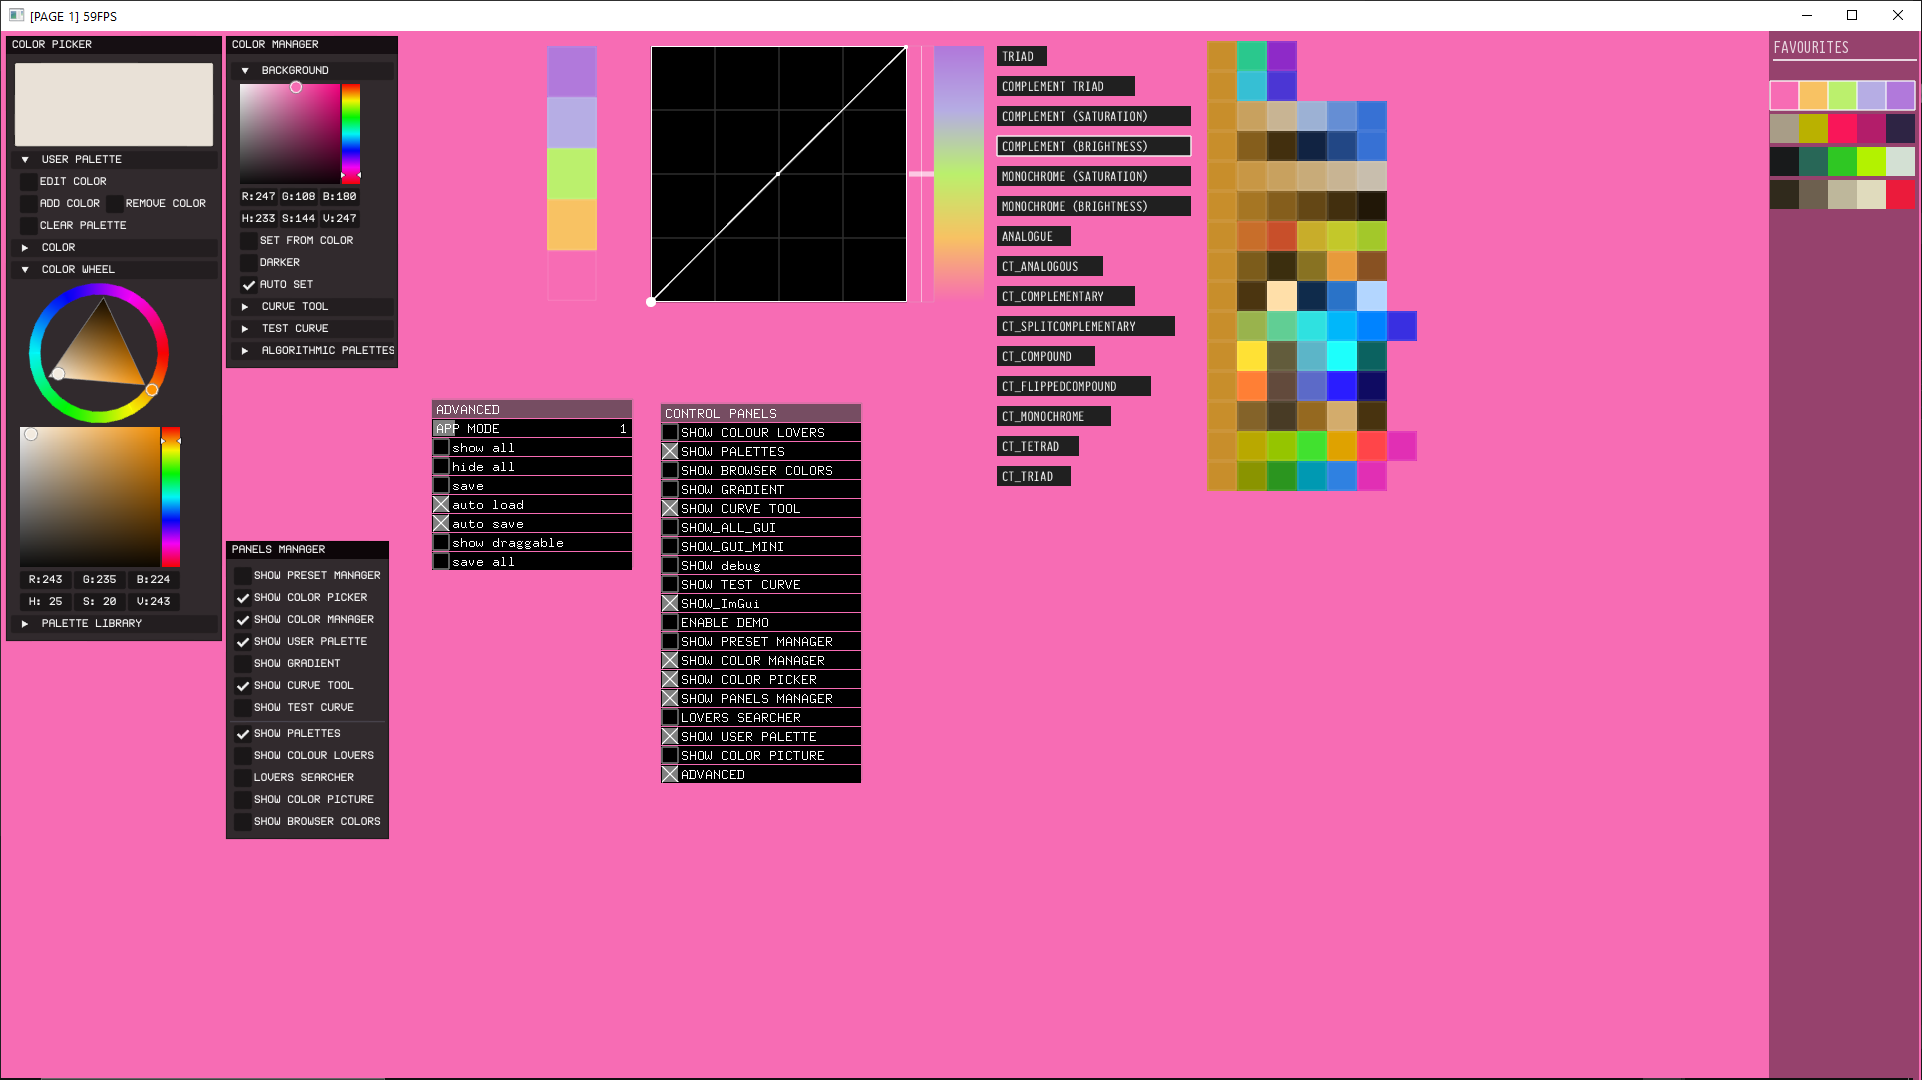 [PAGE 1] 59FPS
COLOR PICKER
USER PALETTE
EDIT COLOR
ADD COLOR REMOVE COLOR
CLEAR PALETTE
COLOR
COLOR WHEEL
R:243 G:235 B:224
H: 25 S: 20 V:243
PALETTE LIBRARY
COLOR MANAGER
BACKGROUND
R:247 G:108 B:180
H:233 S:144 V:247
SET FROM COLOR
DARKER
AUTO SET
CURVE TOOL
TEST CURVE
ALGORITHMIC PALETTES
PANELS MANAGER
SHOW PRESET MANAGER
SHOW COLOR PICKER
SHOW COLOR MANAGER
SHOW USER PALETTE
SHOW GRADIENT
SHOW CURVE TOOL
SHOW TEST CURVE
SHOW PALETTES
SHOW COLOUR LOVERS
LOVERS SEARCHER
SHOW COLOR PICTURE
SHOW BROWSER COLORS
ADVANCED
APP MODE 1
show all
hide all
save
auto load
auto save
show draggable
save all
CONTROL PANELS
SHOW COLOUR LOVERS
SHOW PALETTES
SHOW BROWSER COLORS
SHOW GRADIENT
SHOW CURVE TOOL
SHOW_ALL_GUI
SHOW_GUI_MINI
SHOW debug
SHOW TEST CURVE
SHOW_ImGui
ENABLE DEMO
SHOW PRESET MANAGER
SHOW COLOR MANAGER
SHOW COLOR PICKER
SHOW PANELS MANAGER
LOVERS SEARCHER
SHOW USER PALETTE
SHOW COLOR PICTURE
ADVANCED
TRIAD
COMPLEMENT TRIAD
COMPLEMENT (SATURATION)
COMPLEMENT (BRIGHTNESS)
MONOCHROME (SATURATION)
MONOCHROME (BRIGHTNESS)
ANALOGUE
CT_ANALOGOUS
CT_COMPLEMENTARY
CT_SPLITCOMPLEMENTARY
CT_COMPOUND
CT_FLIPPEDCOMPOUND
CT_MONOCHROME
CT_TETRAD
CT_TRIAD
FAVOURITES